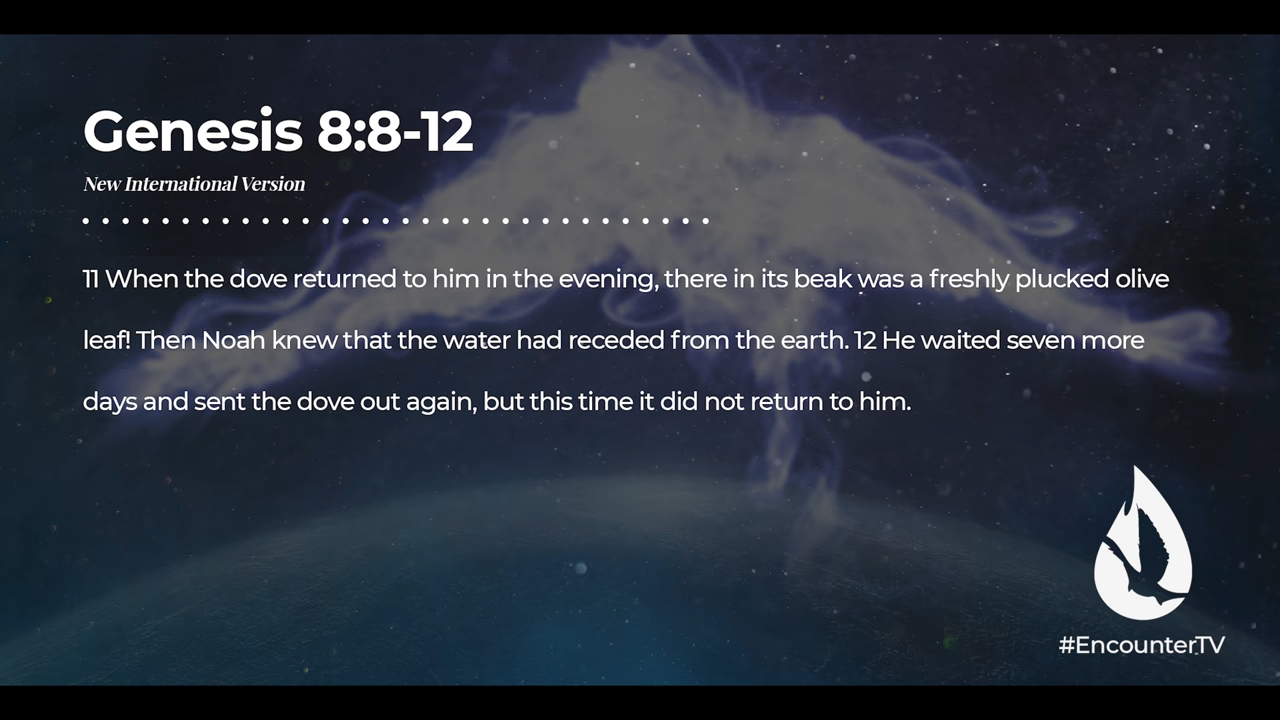 Genesis 8:8-12
New International Version
11 When the dove returned to him in the evening, there in its beak was a freshly plucked olive
leaf! Then Noah knew that the water had receded from the earth. 12 He waited seven more
days and sent the dove out again, but this time it did not return to him.
#EncounterTV